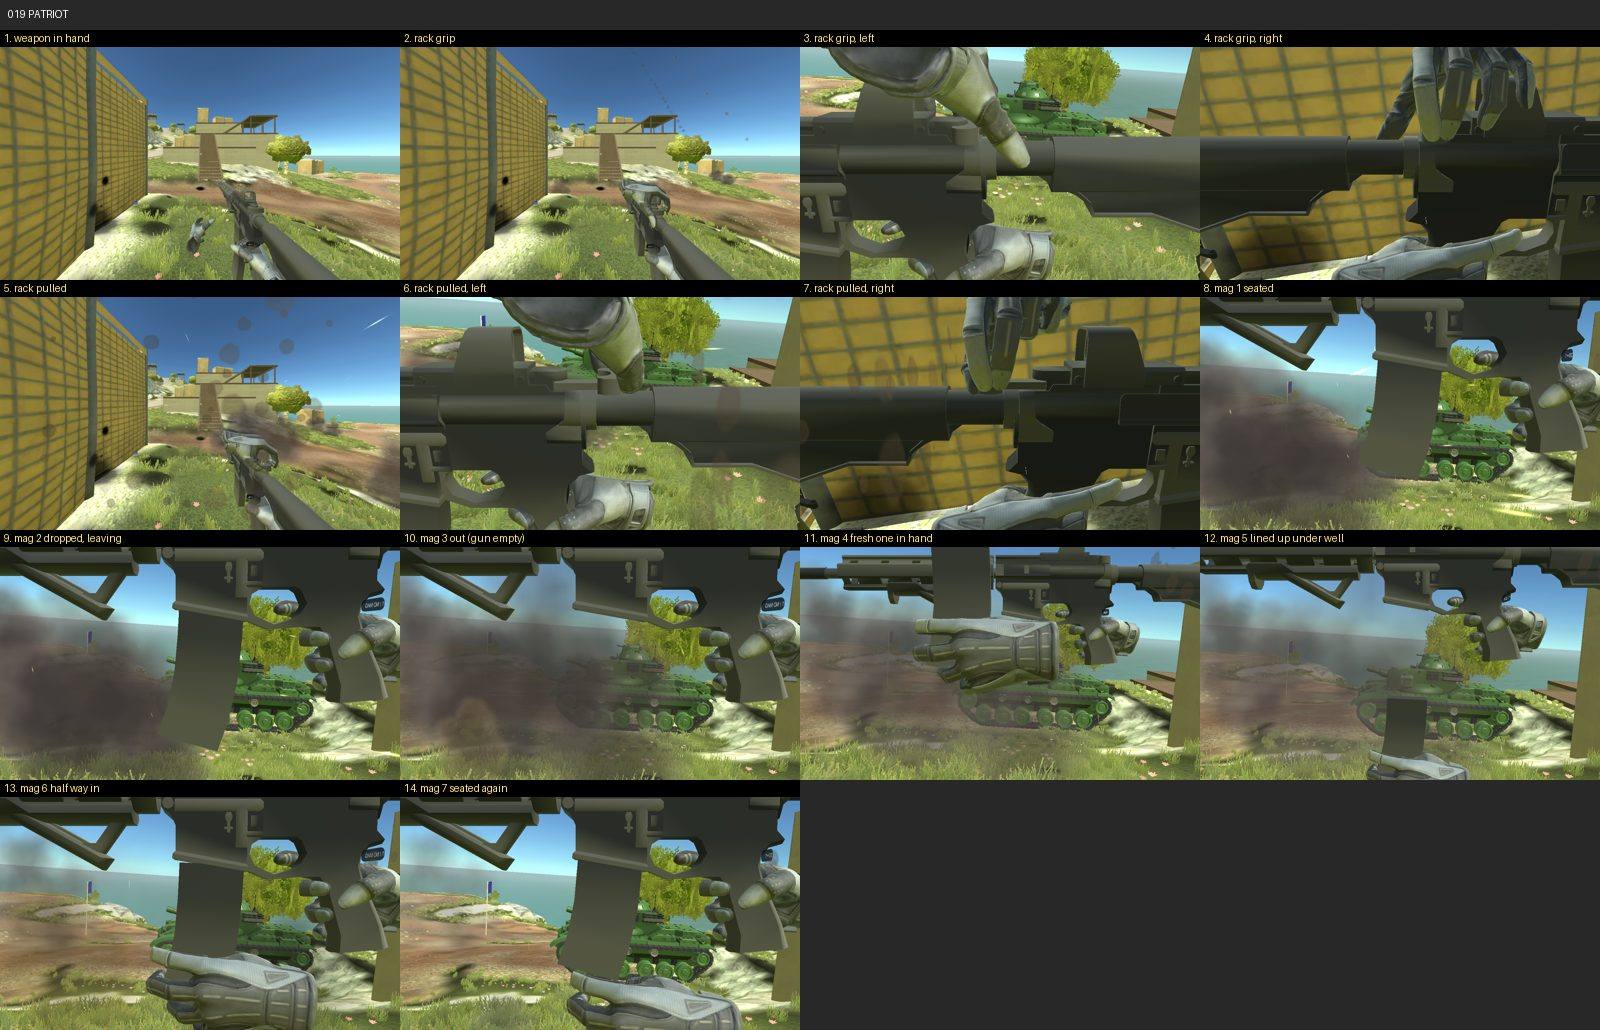 019 PATRIOT
1. weapon in hand
2. rack grip
3. rack grip, left
4. rack grip, right
5. rack pulled
6. rack pulled, left
7. rack pulled, right
8. mag 1 seated
9. mag 2 dropped, leaving
10. mag 3 out (gun empty)
11. mag 4 fresh one in hand
12. mag 5 lined up under well
13. mag 6 half way in
14. mag 7 seated again